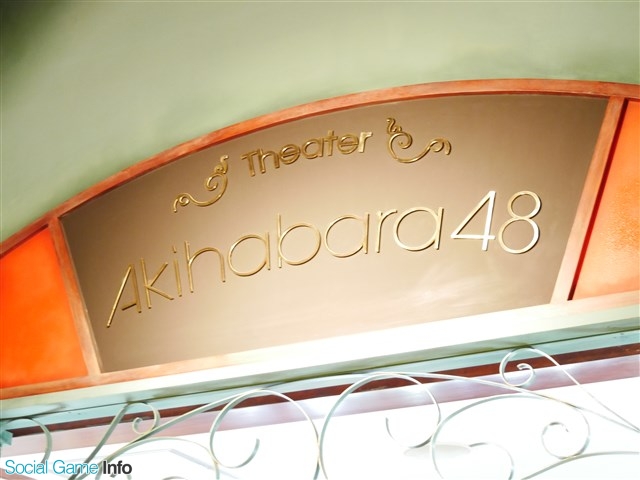 Theater
Akihabara48
Social Game Info